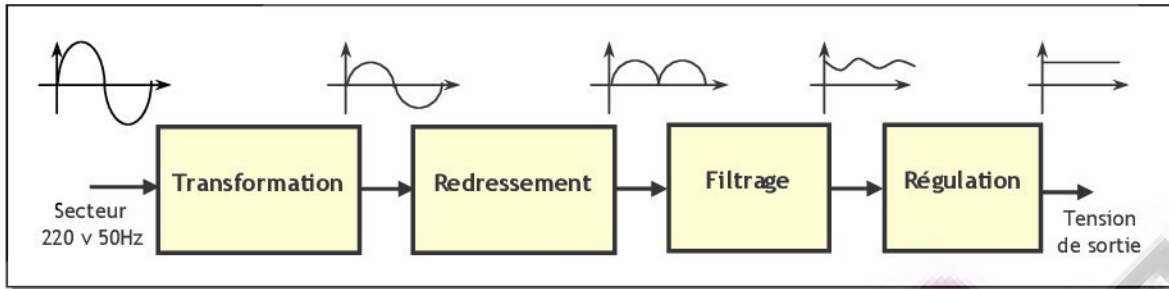 Transformation
Redressement
Filtrage
Régulation
Secteur
220 v 50Hz
Tension
de sortie